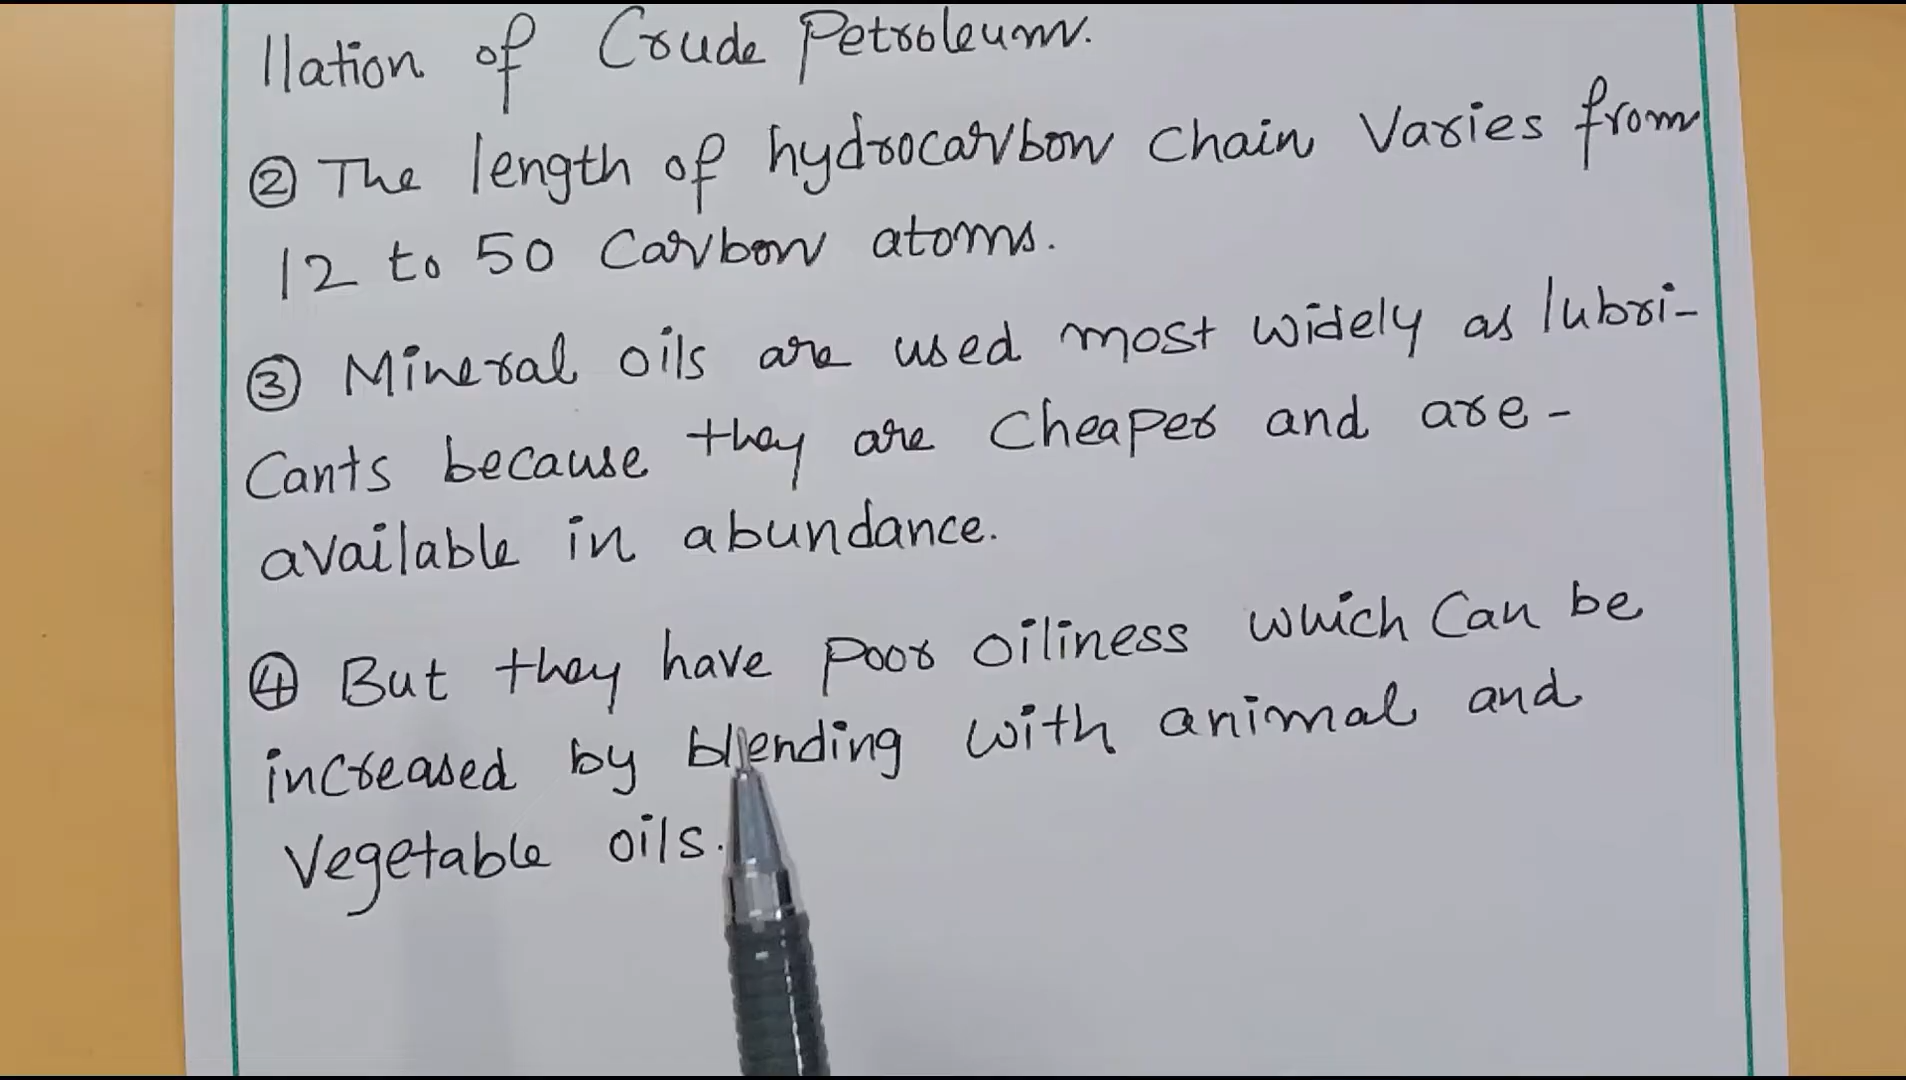 llation of Crude Petroleum.
② The length of hydrocarbon chain varies from
12 to 50 Carbon atoms.
③ Mineral oils are used most widely as lubri-
cants because they are cheaper and are-
available in abundance.
④ But they have poor oiliness which can be
increased by blending with animal and
Vegetable oils.